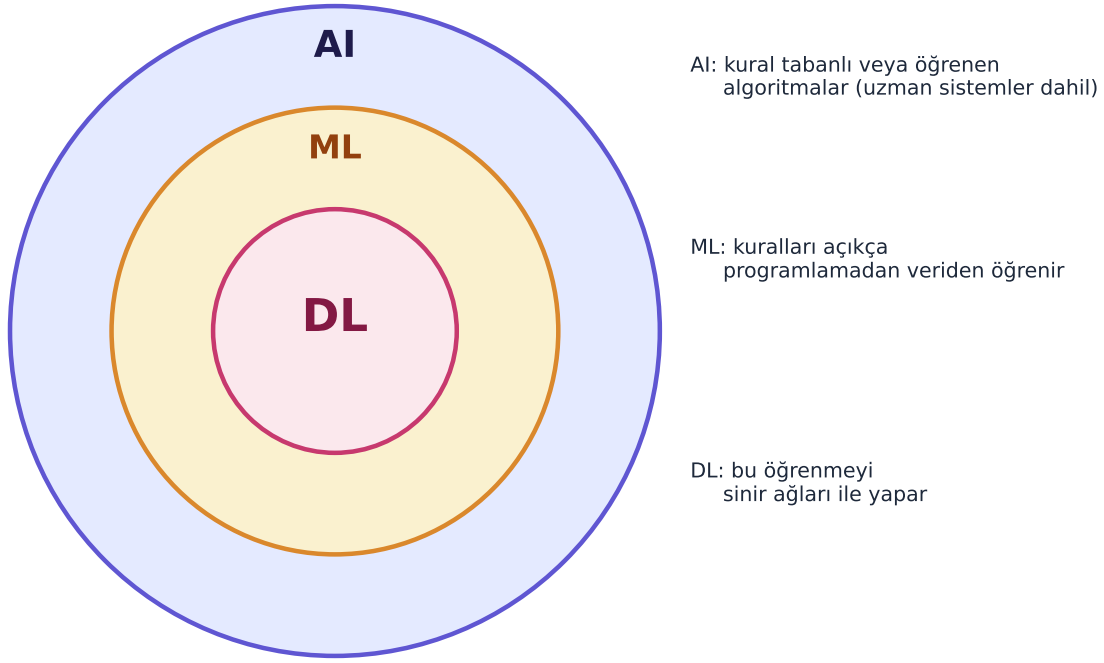 AI
ML
DL
AI: kural tabanlı veya öğrenen
algoritmalar (uzman sistemler dahil)
ML: kuralları açıkça
programlamadan veriden öğrenir
DL: bu öğrenmeyi
sinir ağları ile yapar